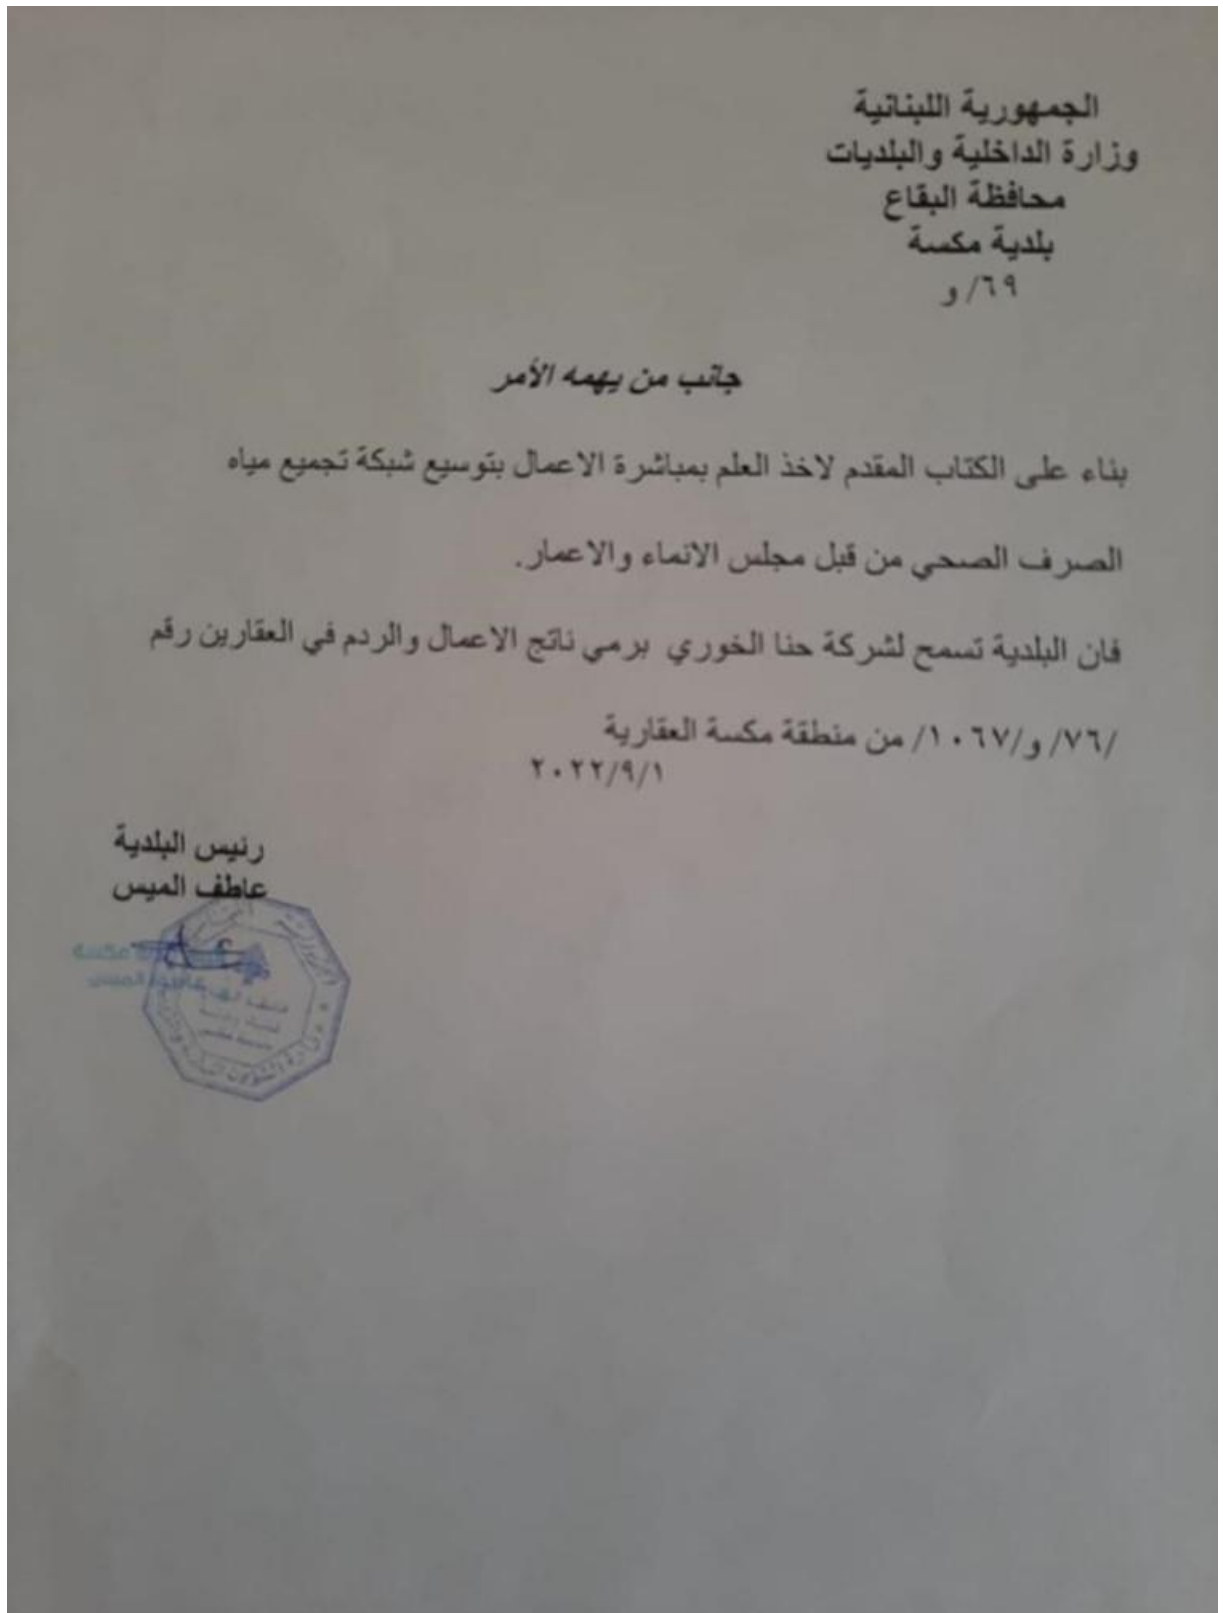 الجمهورية اللبنانية
وزارة الداخلية والبلديات
محافظة البقاع
بلدية مكسة
٦٩/ و
جانب من يهمه الأمر
بناء على الكتاب المقدم لاخذ العلم بمباشرة الاعمال بتوسيع شبكة تجميع مياه
الصرف الصحي من قبل مجلس الانماء والاعمار.
فان البلدية تسمح لشركة حنا الخوري برمي ناتج الاعمال والردم في العقارين رقم
/٧٦/ و/١٠٦٧/ من منطقة مكسة العقارية
٢٠٢٢/٩/١
رئيس البلدية
عاطف الميس
مكسة
الميس